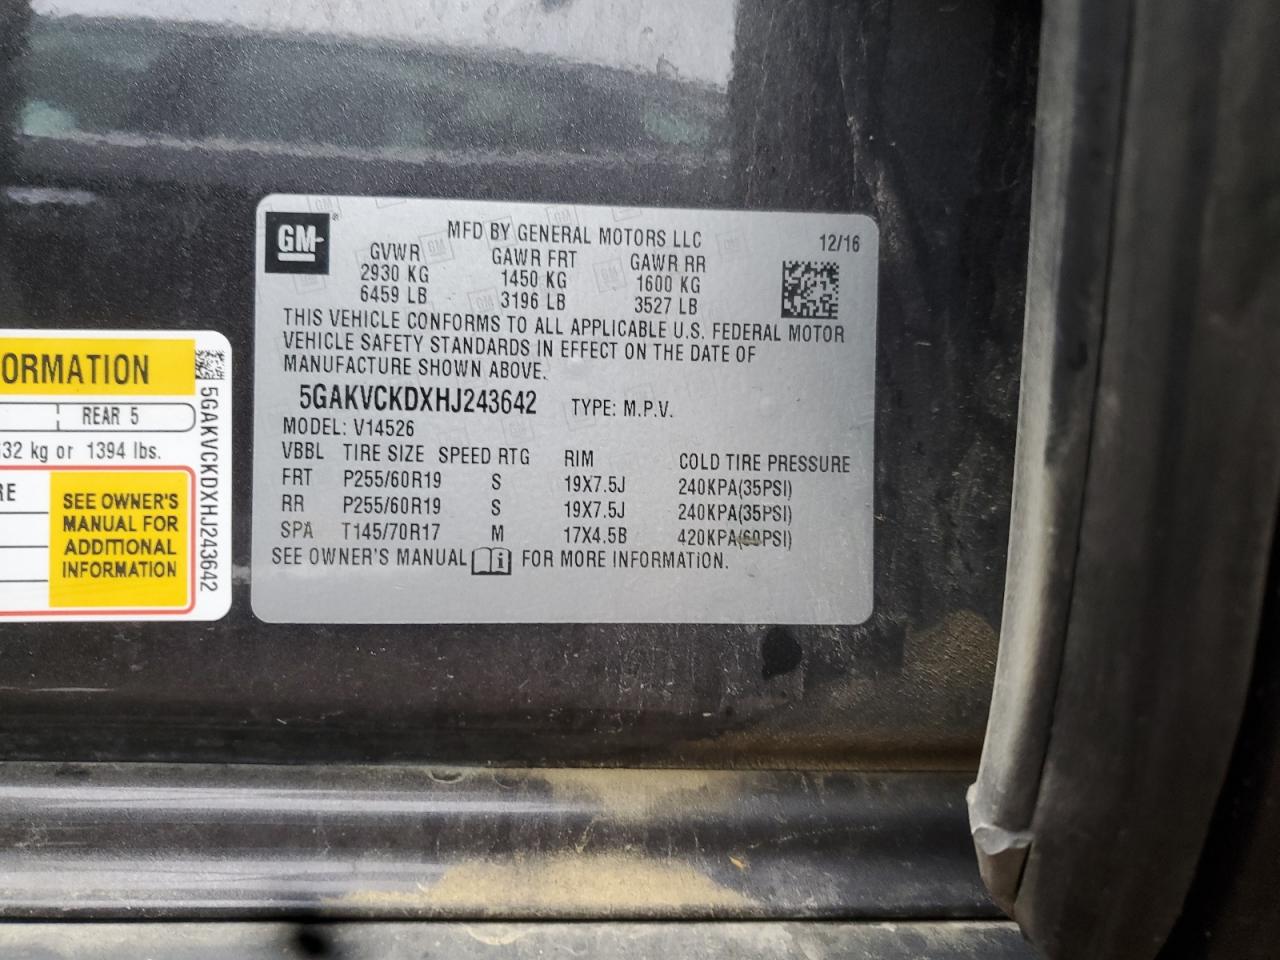 GM
MFD BY GENERAL MOTORS LLC 12/16
GVWR GAWR FRT GAWR RR
2930 KG 1450 KG 1600 KG
6459 LB 3196 LB 3527 LB
THIS VEHICLE CONFORMS TO ALL APPLICABLE U.S. FEDERAL MOTOR
VEHICLE SAFETY STANDARDS IN EFFECT ON THE DATE OF
MANUFACTURE SHOWN ABOVE.
5GAKVCKDXHJ243642 TYPE: M.P.V.
MODEL: V14526
VBBL TIRE SIZE SPEED RTG RIM COLD TIRE PRESSURE
FRT P255/60R19 S 19X7.5J 240KPA(35PSI)
RR P255/60R19 S 19X7.5J 240KPA(35PSI)
SPA T145/70R17 M 17X4.5B 420KPA(60PSI)
SEE OWNER'S MANUAL i FOR MORE INFORMATION.
ORMATION
REAR 5
32 kg or 1394 lbs.
RE
SEE OWNER'S
MANUAL FOR
ADDITIONAL
INFORMATION
5GAKVCKDXHJ243642